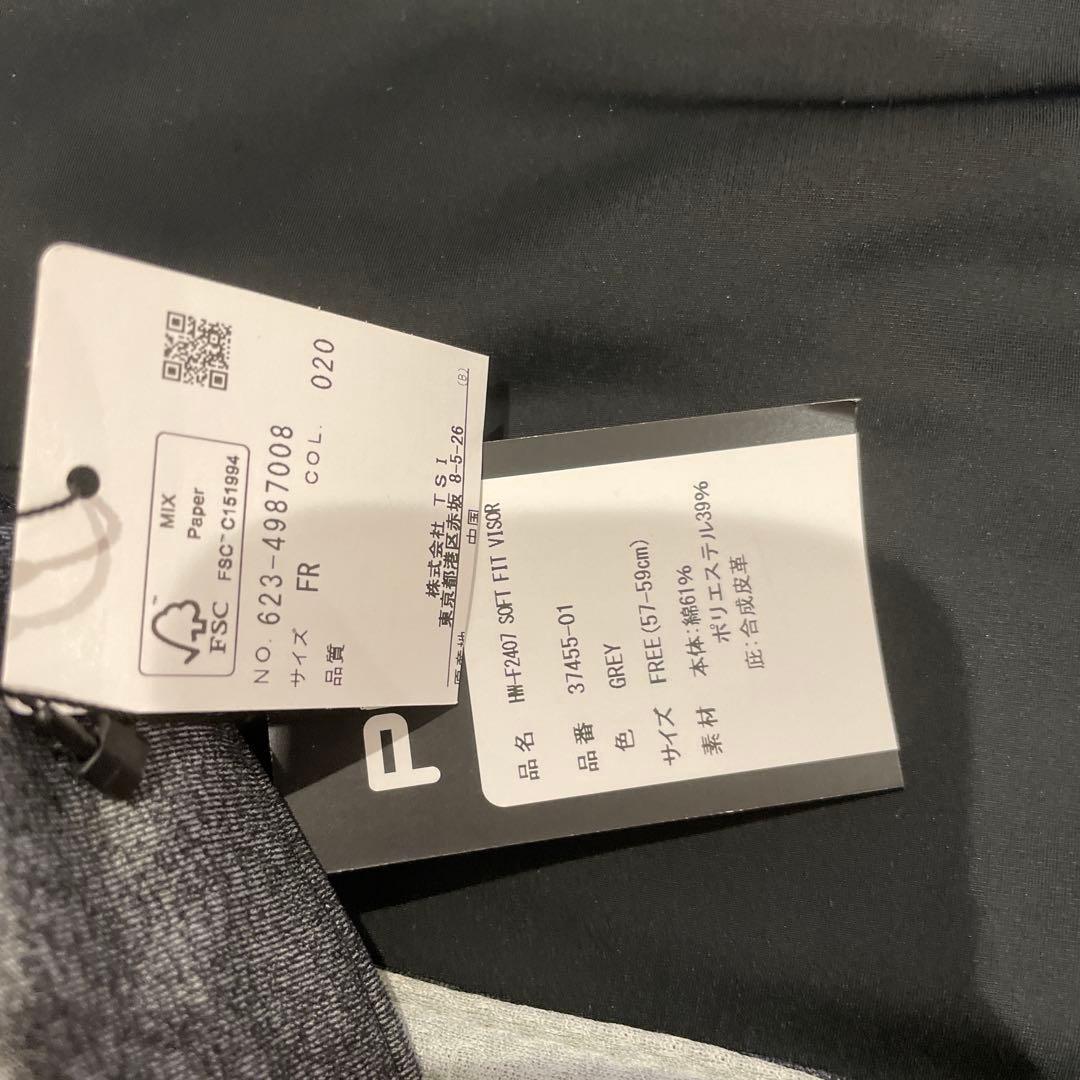 MIX
Paper
FSC™ C151994
FSC
NO. 623-4987008
サイズ FR COL. 020
品質
株式会社 TSI
東京都港区赤坂 8-5-26
中国 (B)
P
品名 HW-F2407 SOFT FIT VISOR
品番 37455-01
色 GREY
サイズ FREE(57-59cm)
素材 本体:綿61%
ポリエステル39%
庇:合成皮革